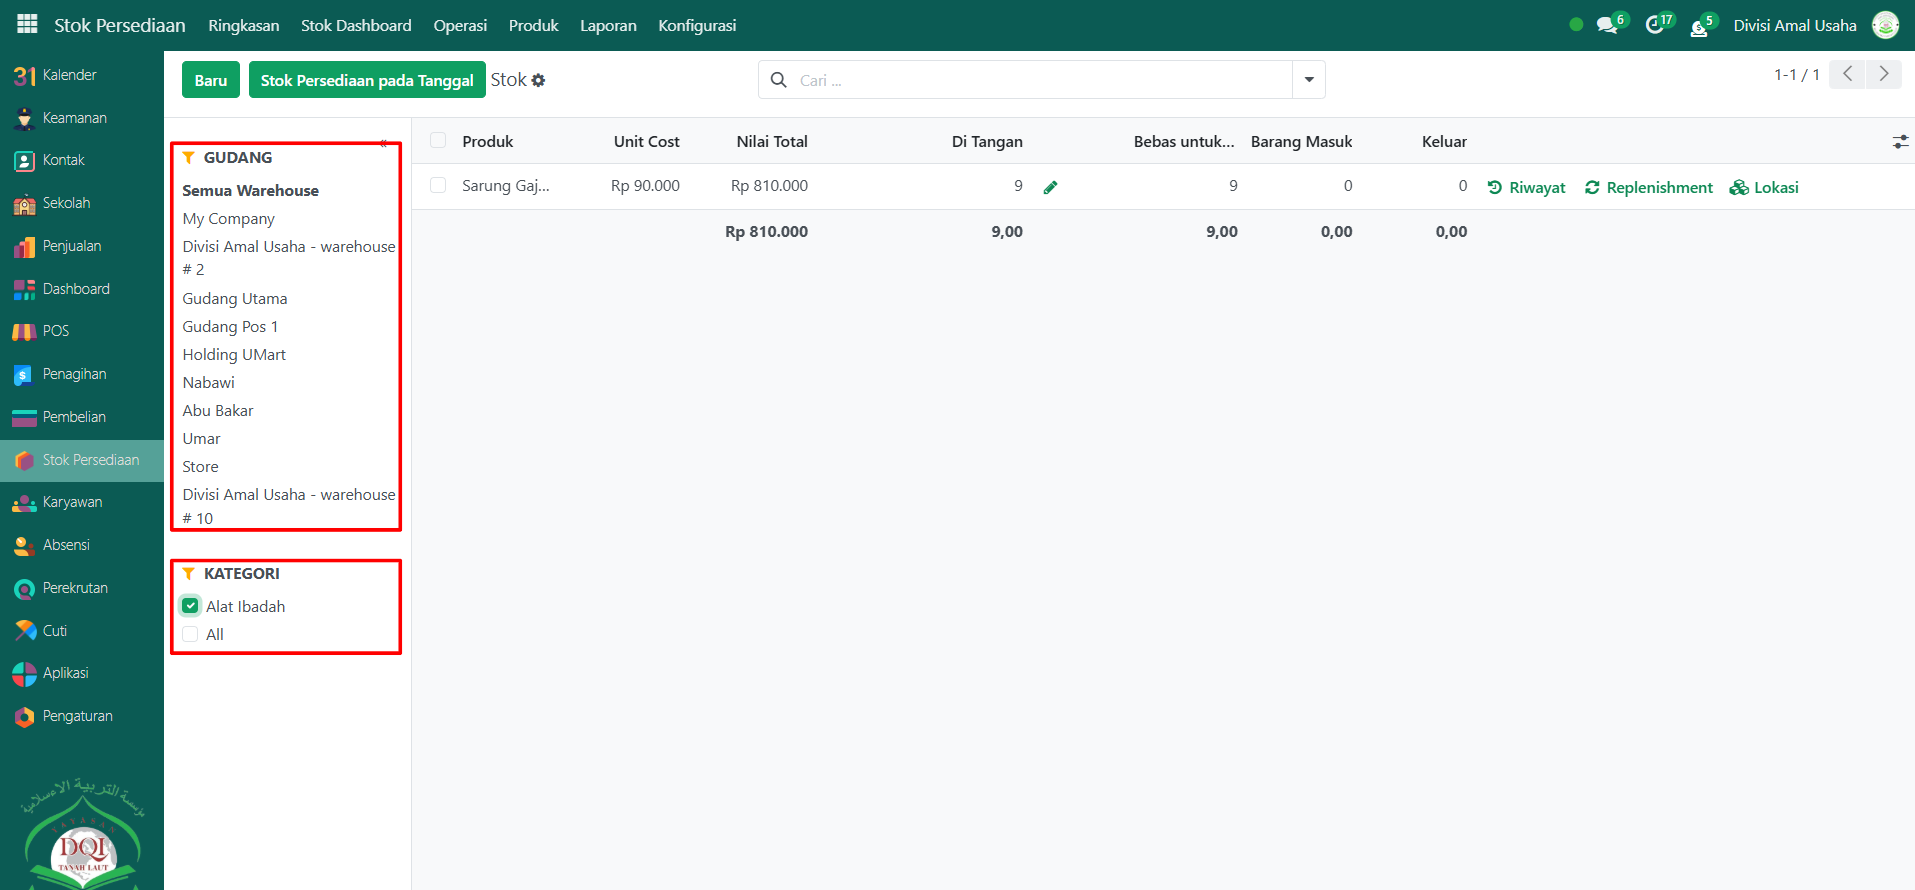 Stok Persediaan Ringkasan Stok Dashboard Operasi Produk Laporan Konfigurasi 6 17 5 Divisi Amal Usaha
31 Kalender
Keamanan
Kontak
Sekolah
Penjualan
Dashboard
POS
Penagihan
Pembelian
Stok Persediaan
Karyawan
Absensi
Perekrutan
Cuti
Aplikasi
Pengaturan
مؤسسة التربية الإسلامية
YAYASAN
DQI
TANAH LAUT
Baru Stok Persediaan pada Tanggal Stok Cari ... 1-1 / 1
«
GUDANG
Semua Warehouse
My Company
Divisi Amal Usaha - warehouse
# 2
Gudang Utama
Gudang Pos 1
Holding UMart
Nabawi
Abu Bakar
Umar
Store
Divisi Amal Usaha - warehouse
# 10
KATEGORI
Alat Ibadah
All
Produk Unit Cost Nilai Total Di Tangan Bebas untuk... Barang Masuk Keluar
Sarung Gaj... Rp 90.000 Rp 810.000 9 9 0 0 Riwayat Replenishment Lokasi
Rp 810.000 9,00 9,00 0,00 0,00